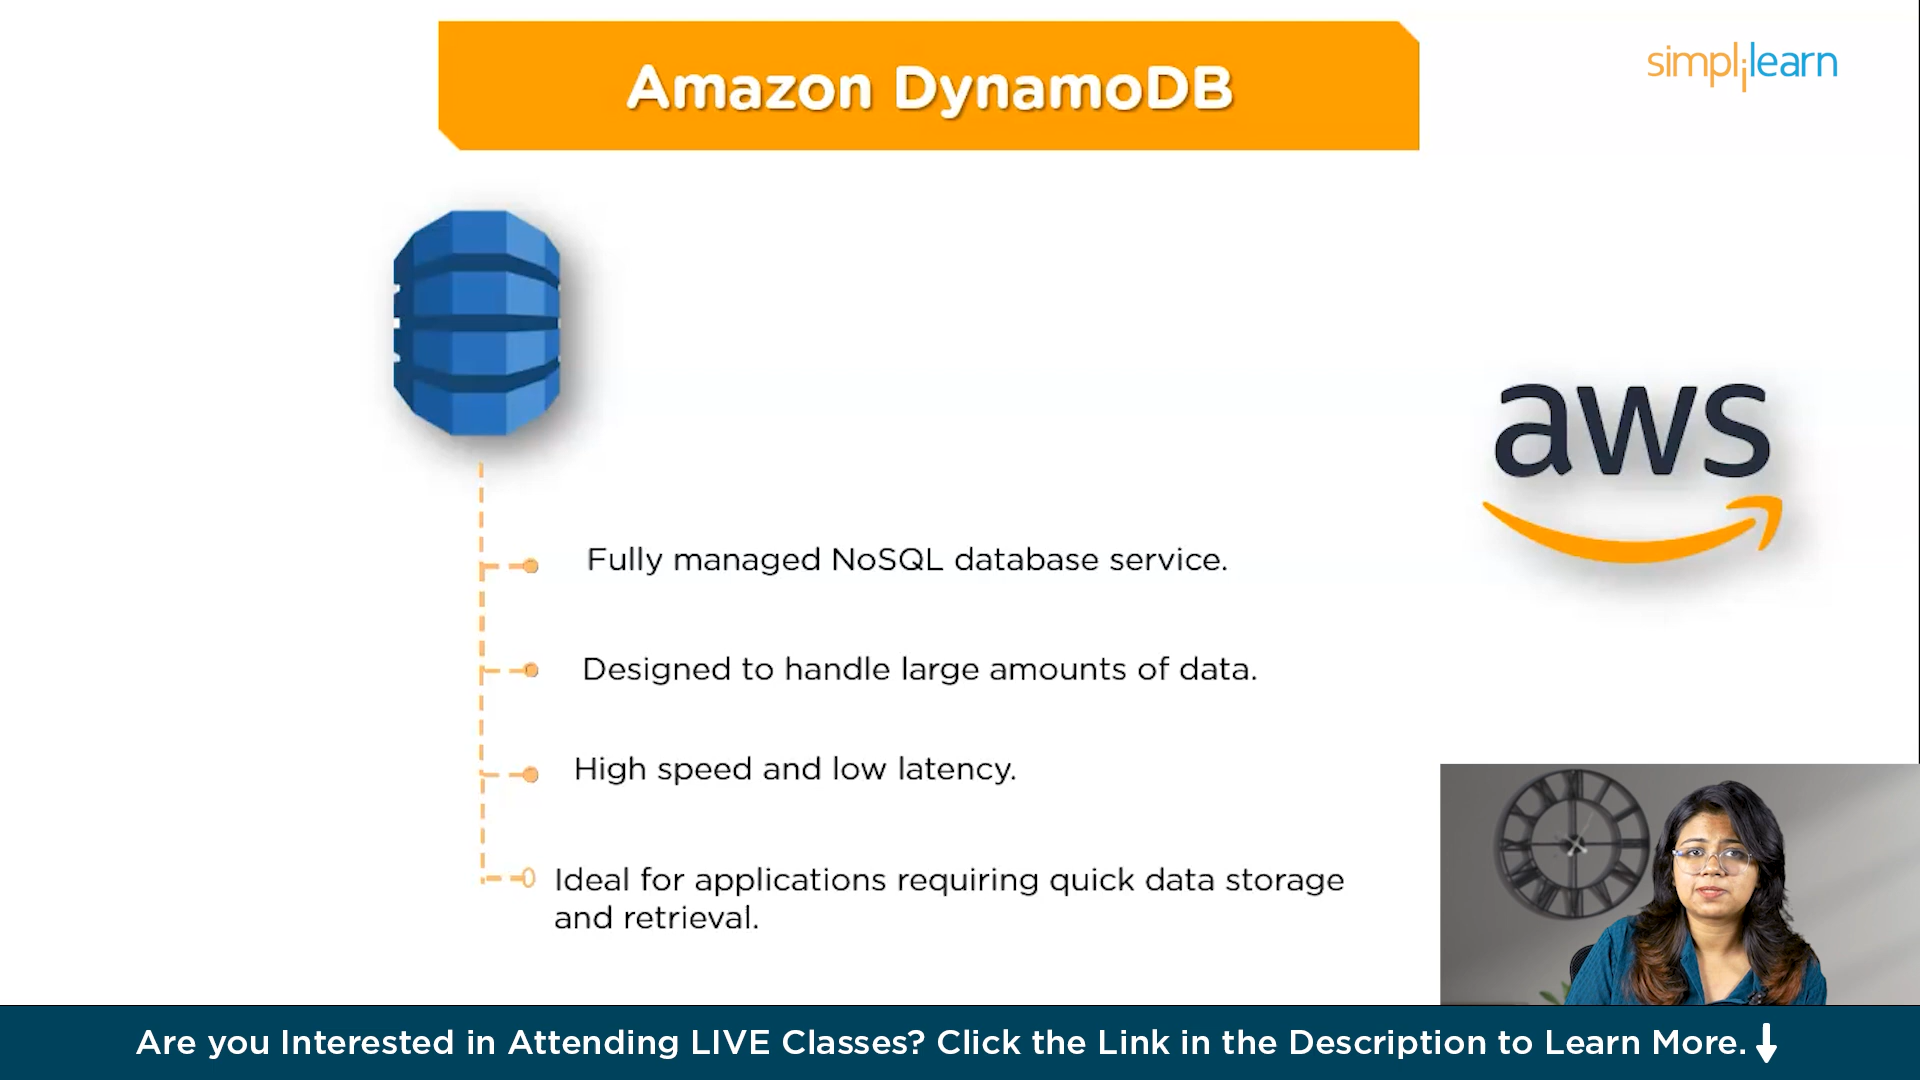 Amazon DynamoDB
simplilearn
aws
Fully managed NoSQL database service.
Designed to handle large amounts of data.
High speed and low latency.
Ideal for applications requiring quick data storage
and retrieval.
Are you Interested in Attending LIVE Classes? Click the Link in the Description to Learn More.